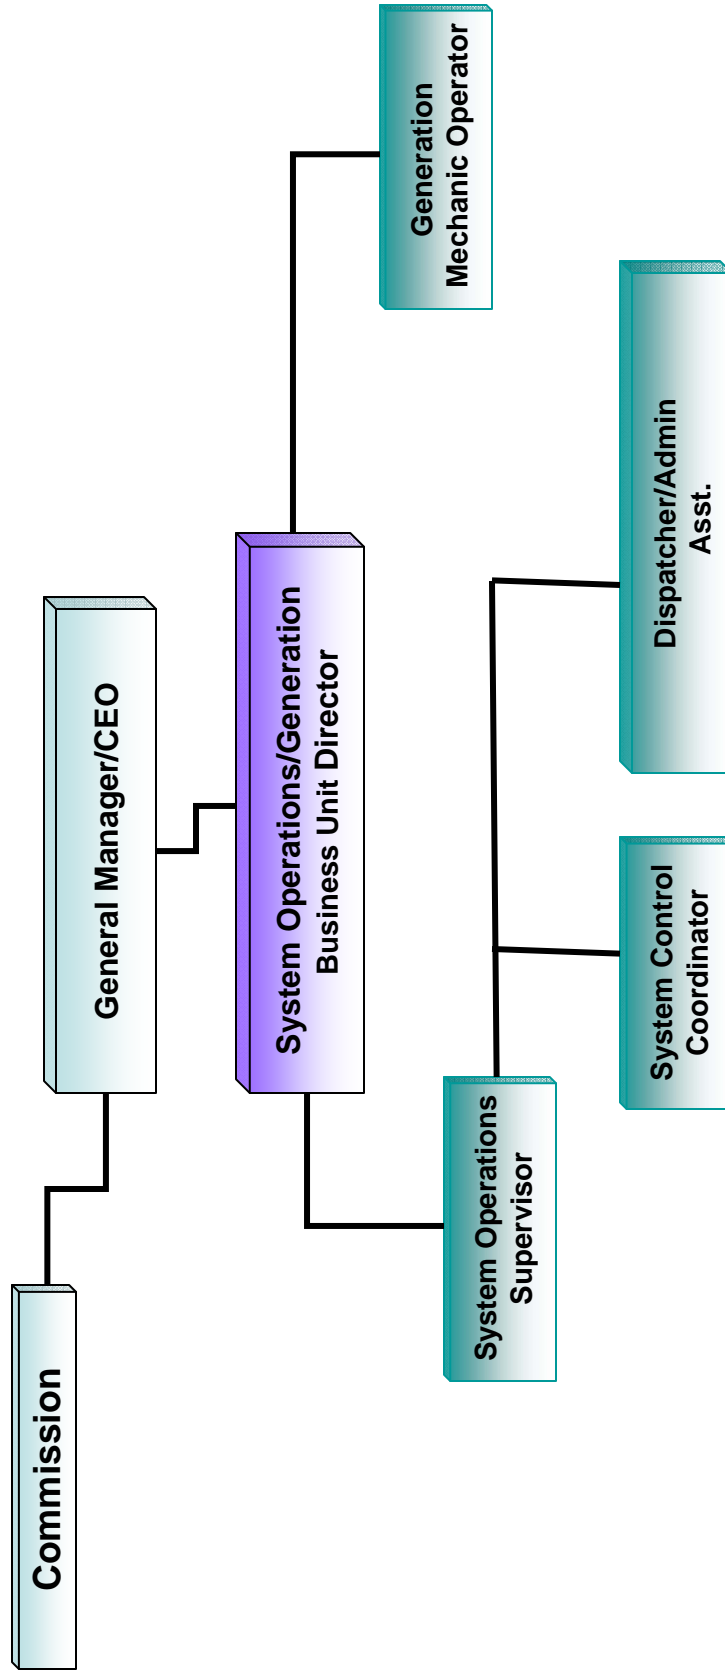 Commission
General Manager/CEO
System Operations/Generation
Business Unit Director
Generation
Mechanic Operator
System Operations
Supervisor
System Control
Coordinator
Dispatcher/Admin
Asst.